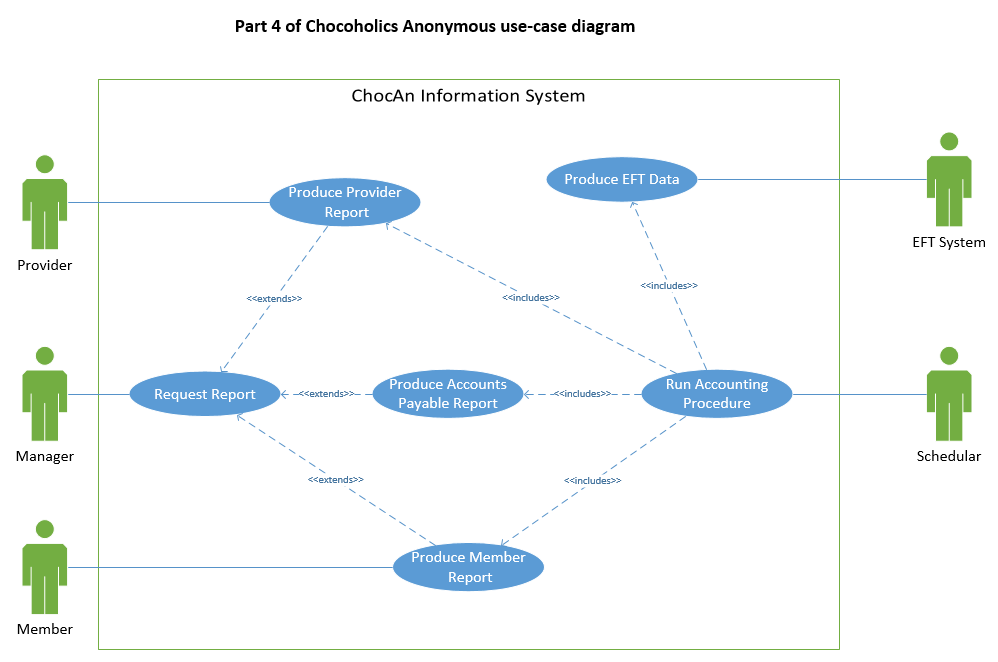 Part 4 of Chocoholics Anonymous use-case diagram
ChocAn Information System
Produce EFT Data
Produce Provider
Report
EFT System
Provider
<<includes>>
<<extends>>
<<includes>>
Request Report
<<extends>>
Produce Accounts
Payable Report
<<includes>>
Run Accounting
Procedure
Manager
Schedular
<<extends>>
<<includes>>
Produce Member
Report
Member